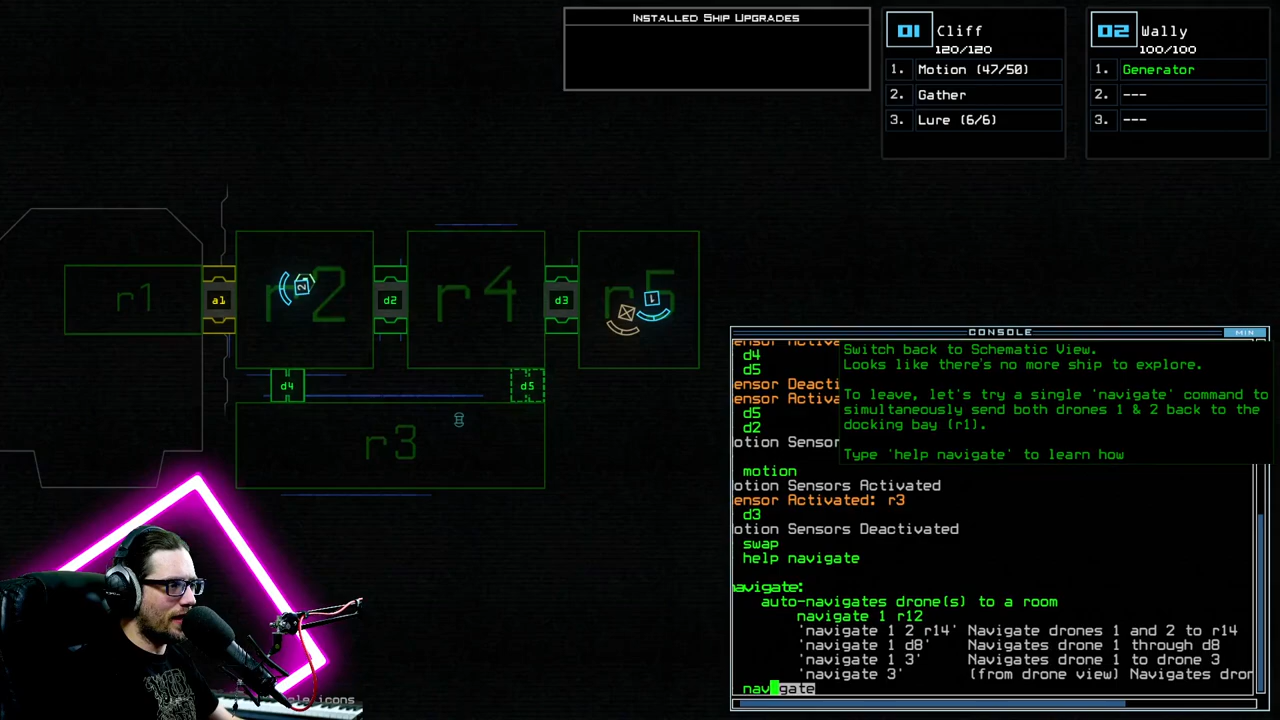 Installed Ship Upgrades
01 Cliff
120/120
1. Motion (47/50)
2. Gather
3. Lure (6/6)
02 Wally
100/100
1. Generator
2. ---
3. ---
r1
a1
r2
2
d2
r4
d3
r5
1
d4
d5
r3
CONSOLE
MIN
d4
d5
ensor Deacti
ensor Activa
d5
d2
otion Sensors
Switch back to Schematic View.
Looks like there's no more ship to explore.
To leave, let's try a single 'navigate' command to
simultaneously send both drones 1 & 2 back to the
docking bay (r1).
Type 'help navigate' to learn how
motion
otion Sensors Activated
ensor Activated: r3
d3
otion Sensors Deactivated
swap
help navigate
avigate:
auto-navigates drone(s) to a room
navigate 1 r12
'navigate 1 2 r14' Navigate drones 1 and 2 to r14
'navigate 1 d8' Navigates drone 1 through d8
'navigate 1 3' Navigates drone 1 to drone 3
'navigate 3' (from drone view) Navigates dron
navigate